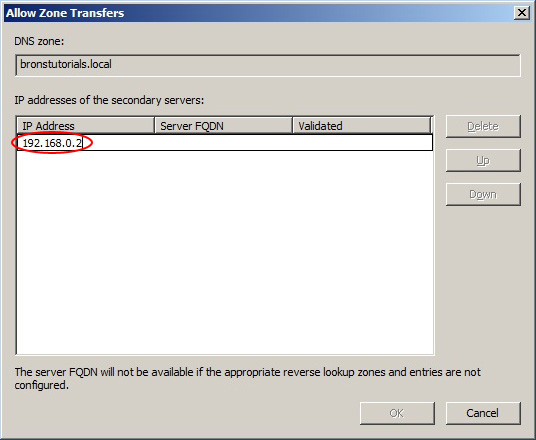 Allow Zone Transfers
DNS zone:
bronstutorials.local
IP addresses of the secondary servers:
IP Address Server FQDN Validated
192.168.0.2
Delete
Up
Down
The server FQDN will not be available if the appropriate reverse lookup zones and entries are not
configured.
OK Cancel